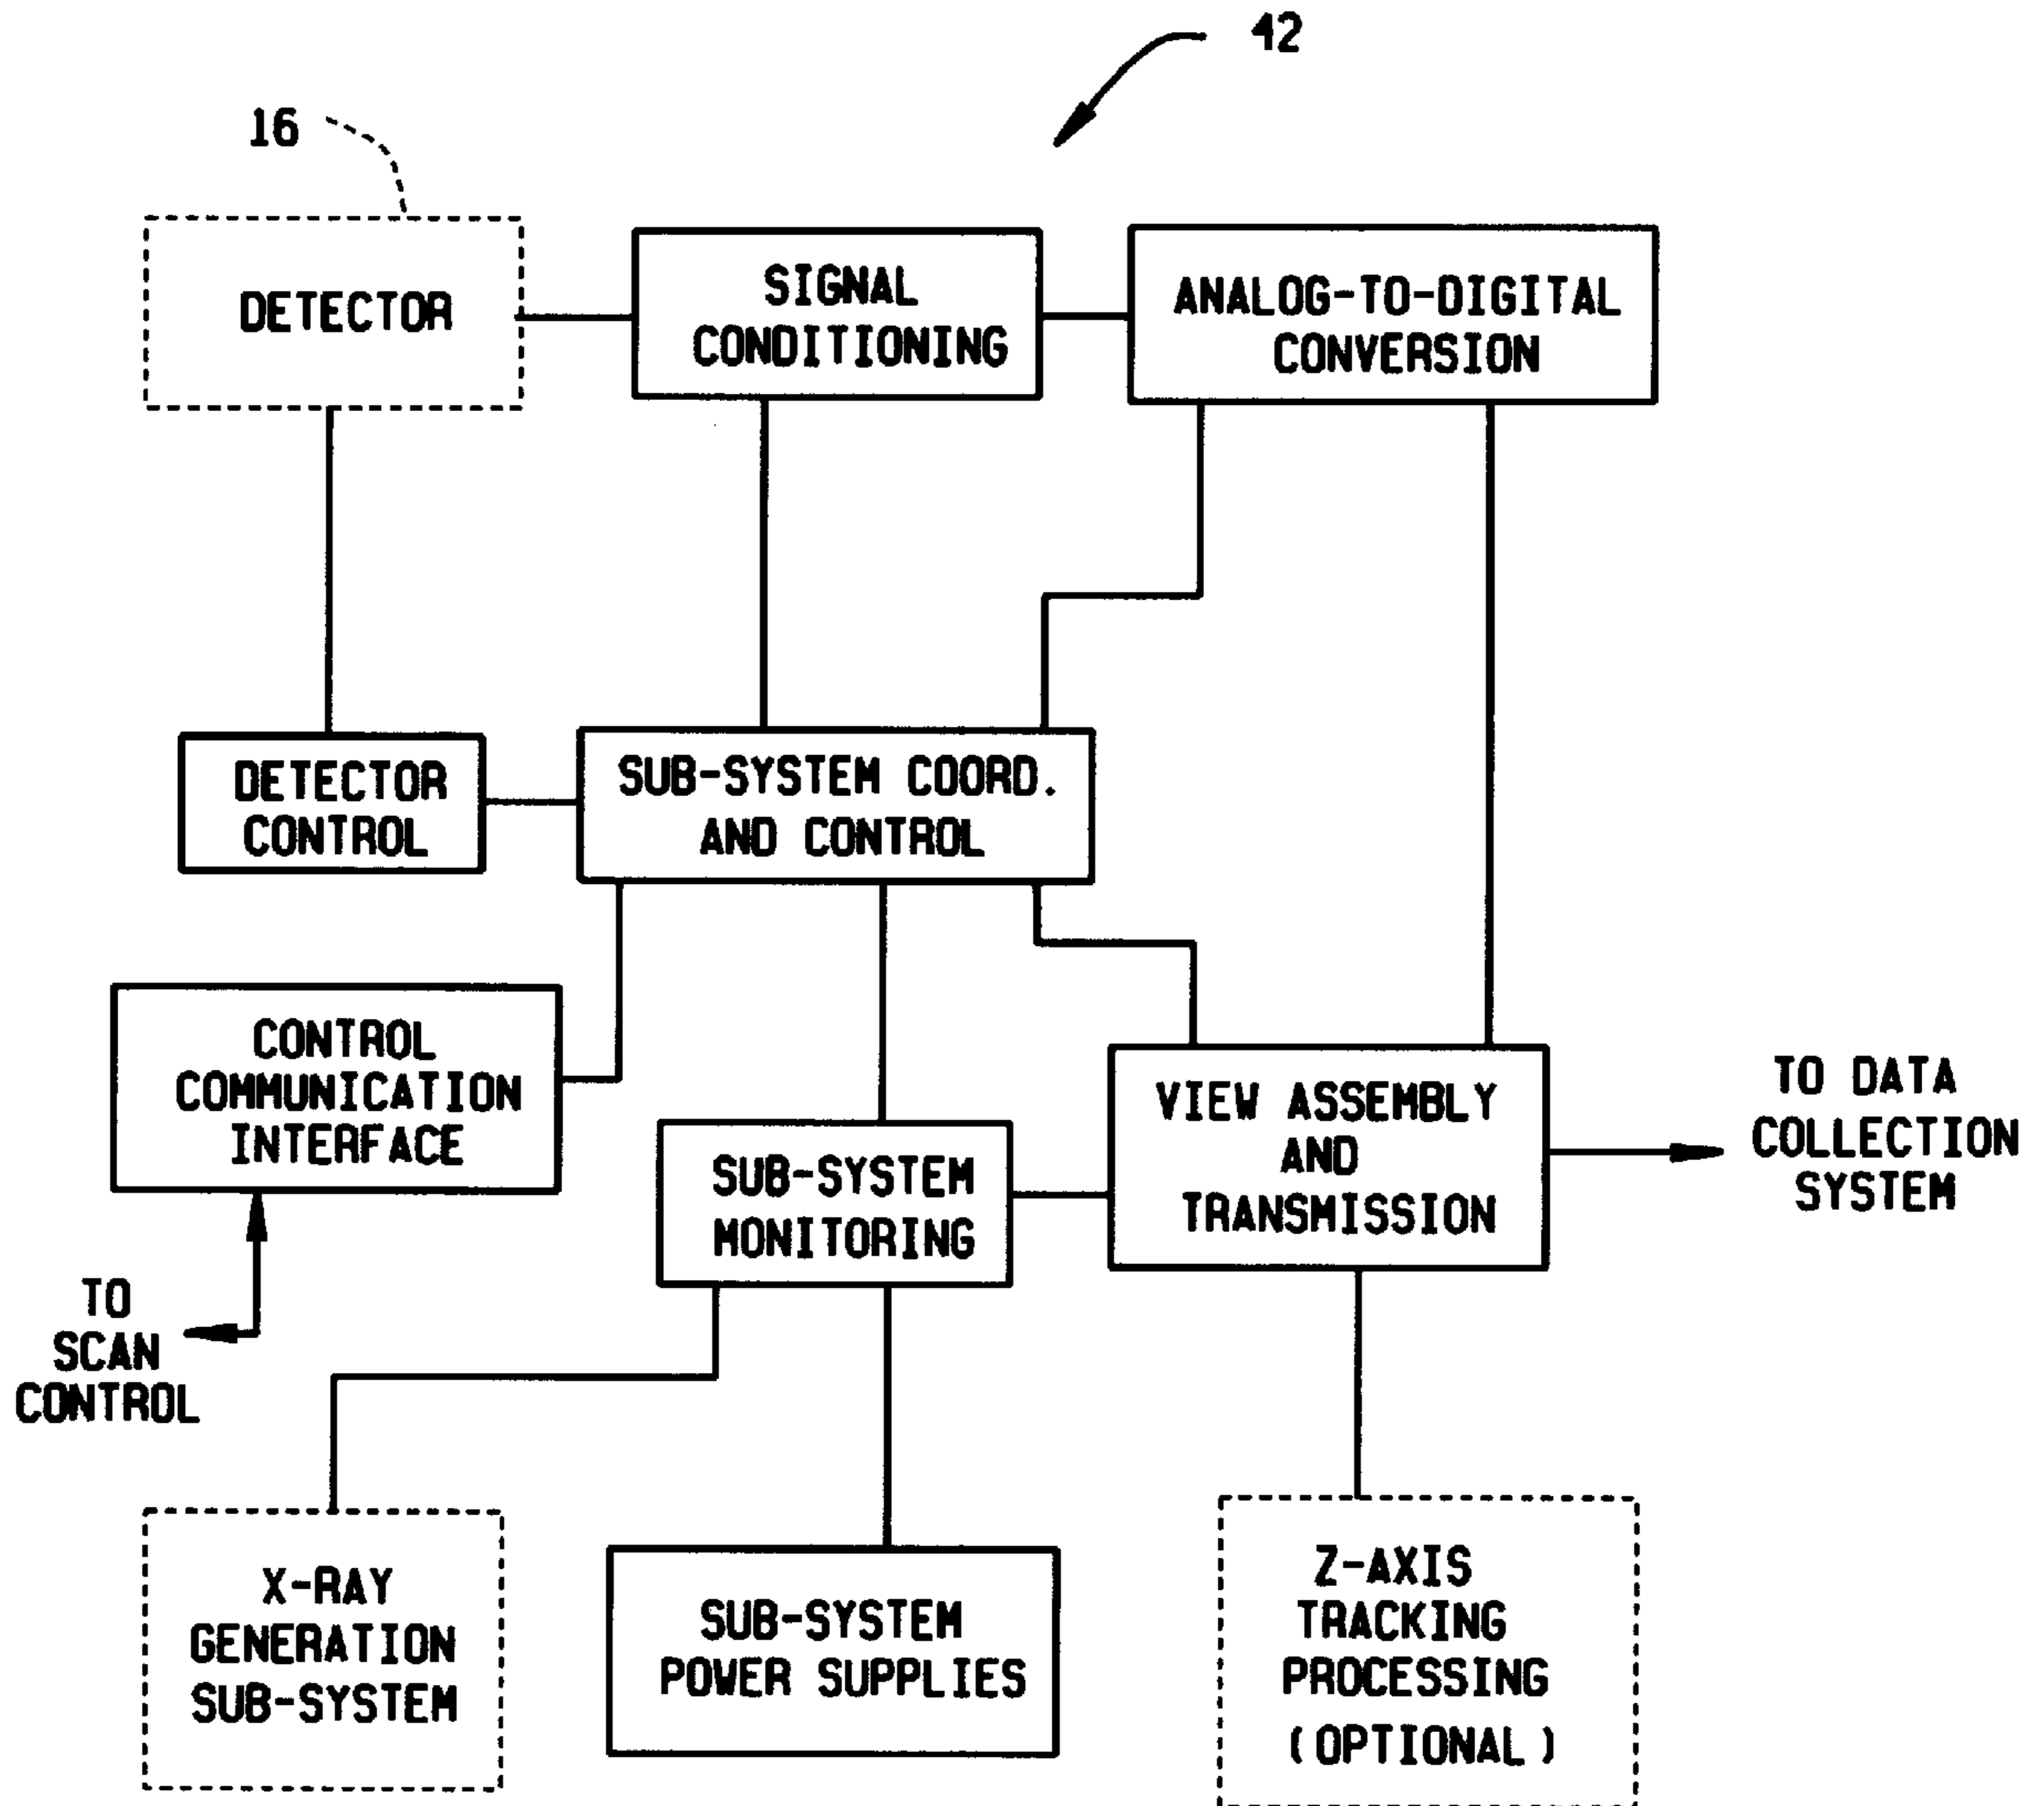 42
16
DETECTOR
SIGNAL
CONDITIONING
ANALOG-TO-DIGITAL
CONVERSION
DETECTOR
CONTROL
SUB-SYSTEM COORD.
AND CONTROL
CONTROL
COMMUNICATION
INTERFACE
SUB-SYSTEM
MONITORING
VIEW ASSEMBLY
AND
TRANSMISSION
TO DATA
COLLECTION
SYSTEM
TO
SCAN
CONTROL
X-RAY
GENERATION
SUB-SYSTEM
SUB-SYSTEM
POWER SUPPLIES
Z-AXIS
TRACKING
PROCESSING
(OPTIONAL)